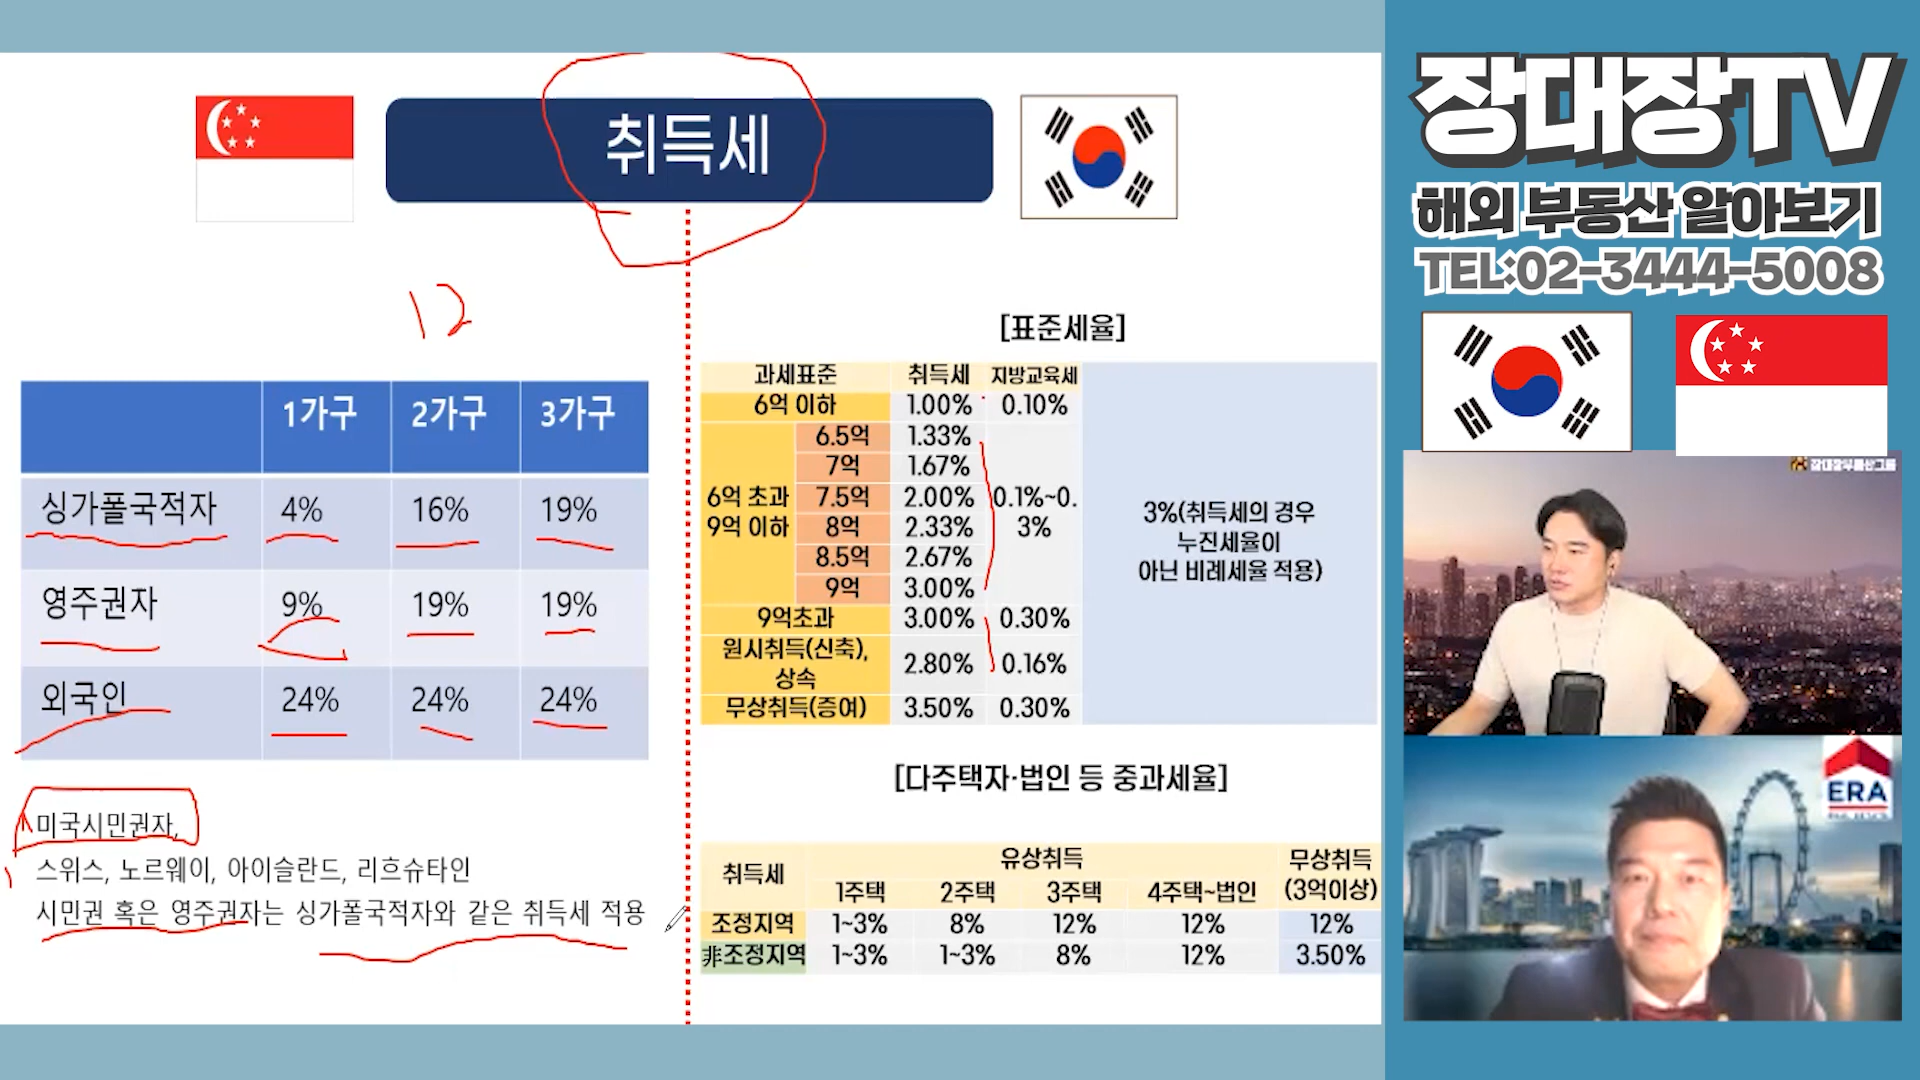 취득세
12
1가구 2가구 3가구
싱가폴국적자 4% 16% 19%
영주권자 9% 19% 19%
외국인 24% 24% 24%
미국시민권자,
스위스, 노르웨이, 아이슬란드, 리흐슈타인
시민권 혹은 영주권자는 싱가폴국적자와 같은 취득세 적용
[표준세율]
과세표준 취득세 지방교육세
6억 이하 1.00% 0.10%
6억 초과
9억 이하
6.5억 1.33%
7억 1.67%
7.5억 2.00%
8억 2.33%
8.5억 2.67%
9억 3.00%
0.1%~0.
3%
9억초과 3.00% 0.30%
원시취득(신축),
상속 2.80% 0.16%
무상취득(증여) 3.50% 0.30%
3%(취득세의 경우
누진세율이
아닌 비례세율 적용)
[다주택자·법인 등 중과세율]
취득세 유상취득 무상취득
(3억이상)
1주택 2주택 3주택 4주택~법인
조정지역 1~3% 8% 12% 12% 12%
非조정지역 1~3% 1~3% 8% 12% 3.50%
장대장TV
해외 부동산 알아보기
TEL:02-3444-5008
장대장부동산그룹
ERA